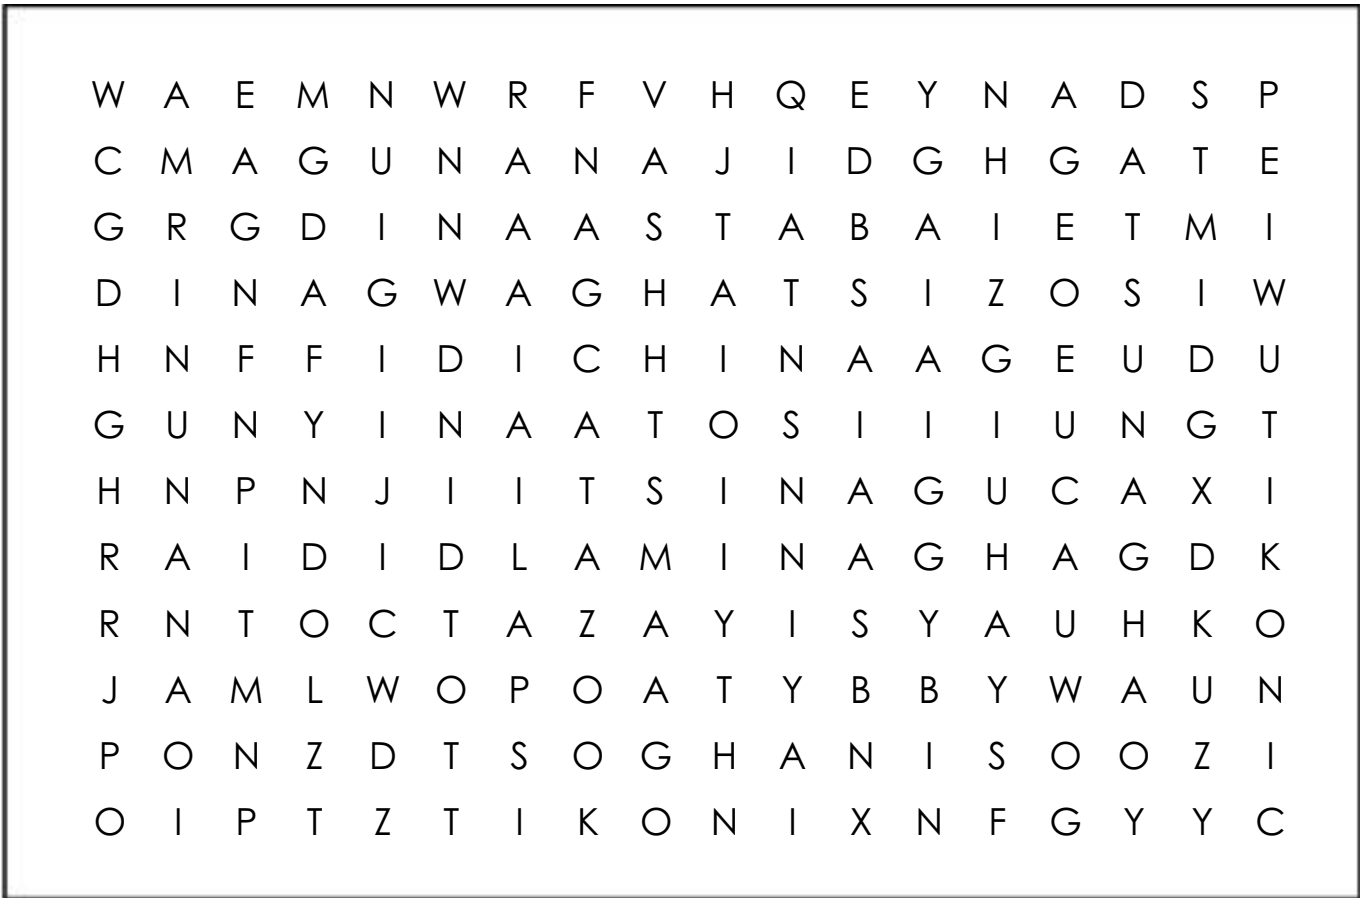 W A E M N W R F V H Q E Y N A D S P
C M A G U N A N A J I D G H G A T E
G R G D I N A A S T A B A I E T M I
D I N A G W A G H A T S I Z O S I W
H N F F I D I C H I N A A G E U D U
G U N Y I N A A T O S I I I U N G T
H N P N J I I T S I N A G U C A X I
R A I D I D L A M I N A G H A G D K
R N T O C T A Z A Y I S Y A U H K O
J A M L W O P O A T Y B B Y W A U N
P O N Z D T S O G H A N I S O O Z I
O I P T Z T I K O N I X N F G Y Y C